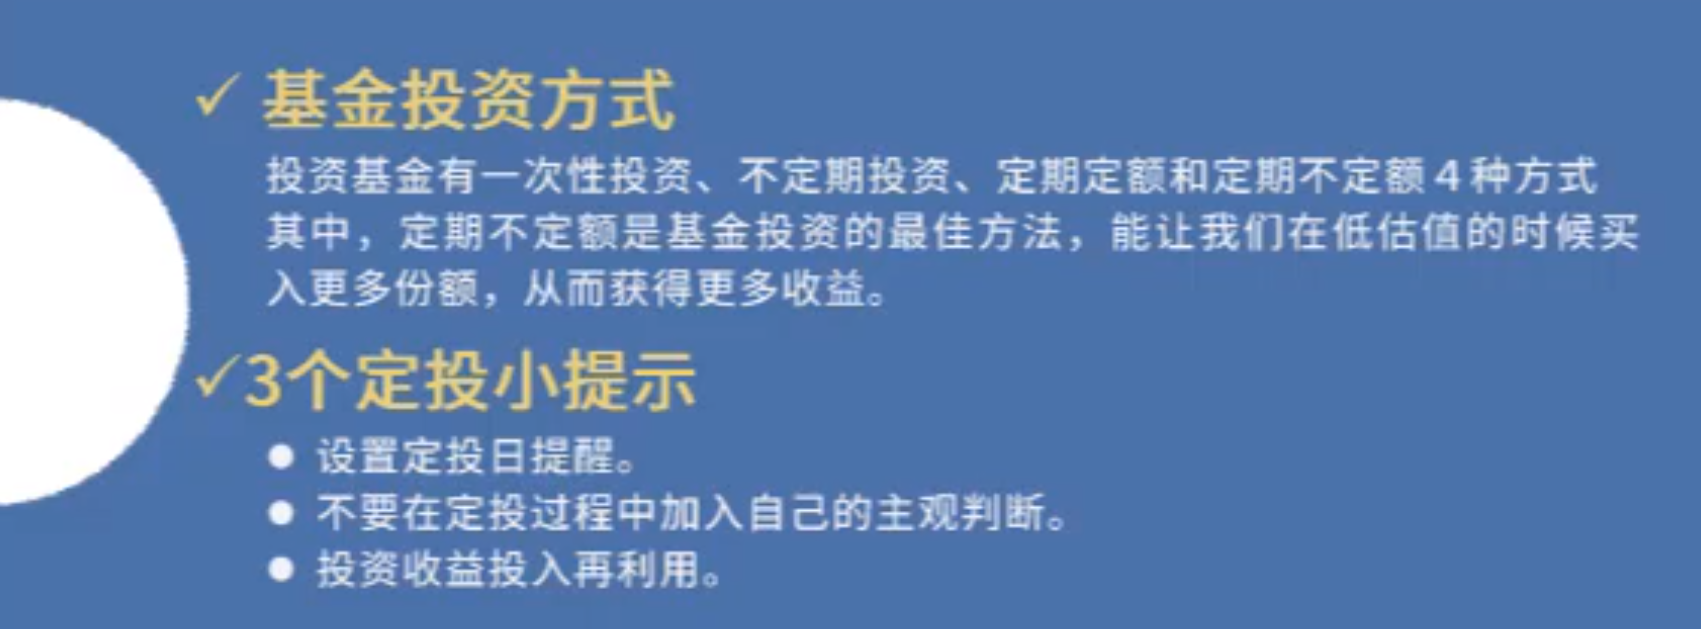 ✓ 基金投资方式
投资基金有一次性投资、不定期投资、定期定额和定期不定额4种方式
其中，定期不定额是基金投资的最佳方法，能让我们在低估值的时候买
入更多份额，从而获得更多收益。
✓3个定投小提示
● 设置定投日提醒。
● 不要在定投过程中加入自己的主观判断。
● 投资收益投入再利用。